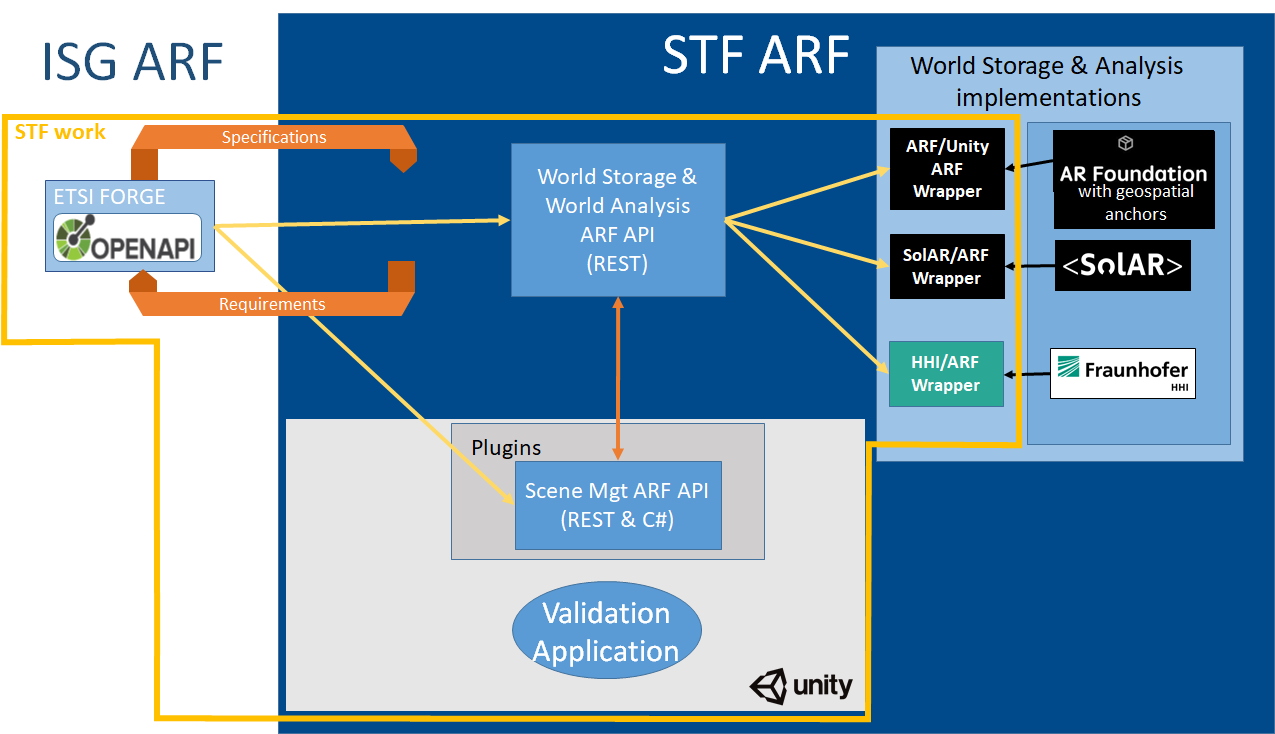 ISG ARF
STF ARF
World Storage & Analysis
implementations
STF work
Specifications
ETSI FORGE
OPENAPI
Requirements
World Storage &
World Analysis
ARF API
(REST)
ARF/Unity
ARF
Wrapper
AR Foundation
with geospatial
anchors
SolAR/ARF
Wrapper
<SolAR>
HHI/ARF
Wrapper
Fraunhofer
HHI
Plugins
Scene Mgt ARF API
(REST & C#)
Validation
Application
unity